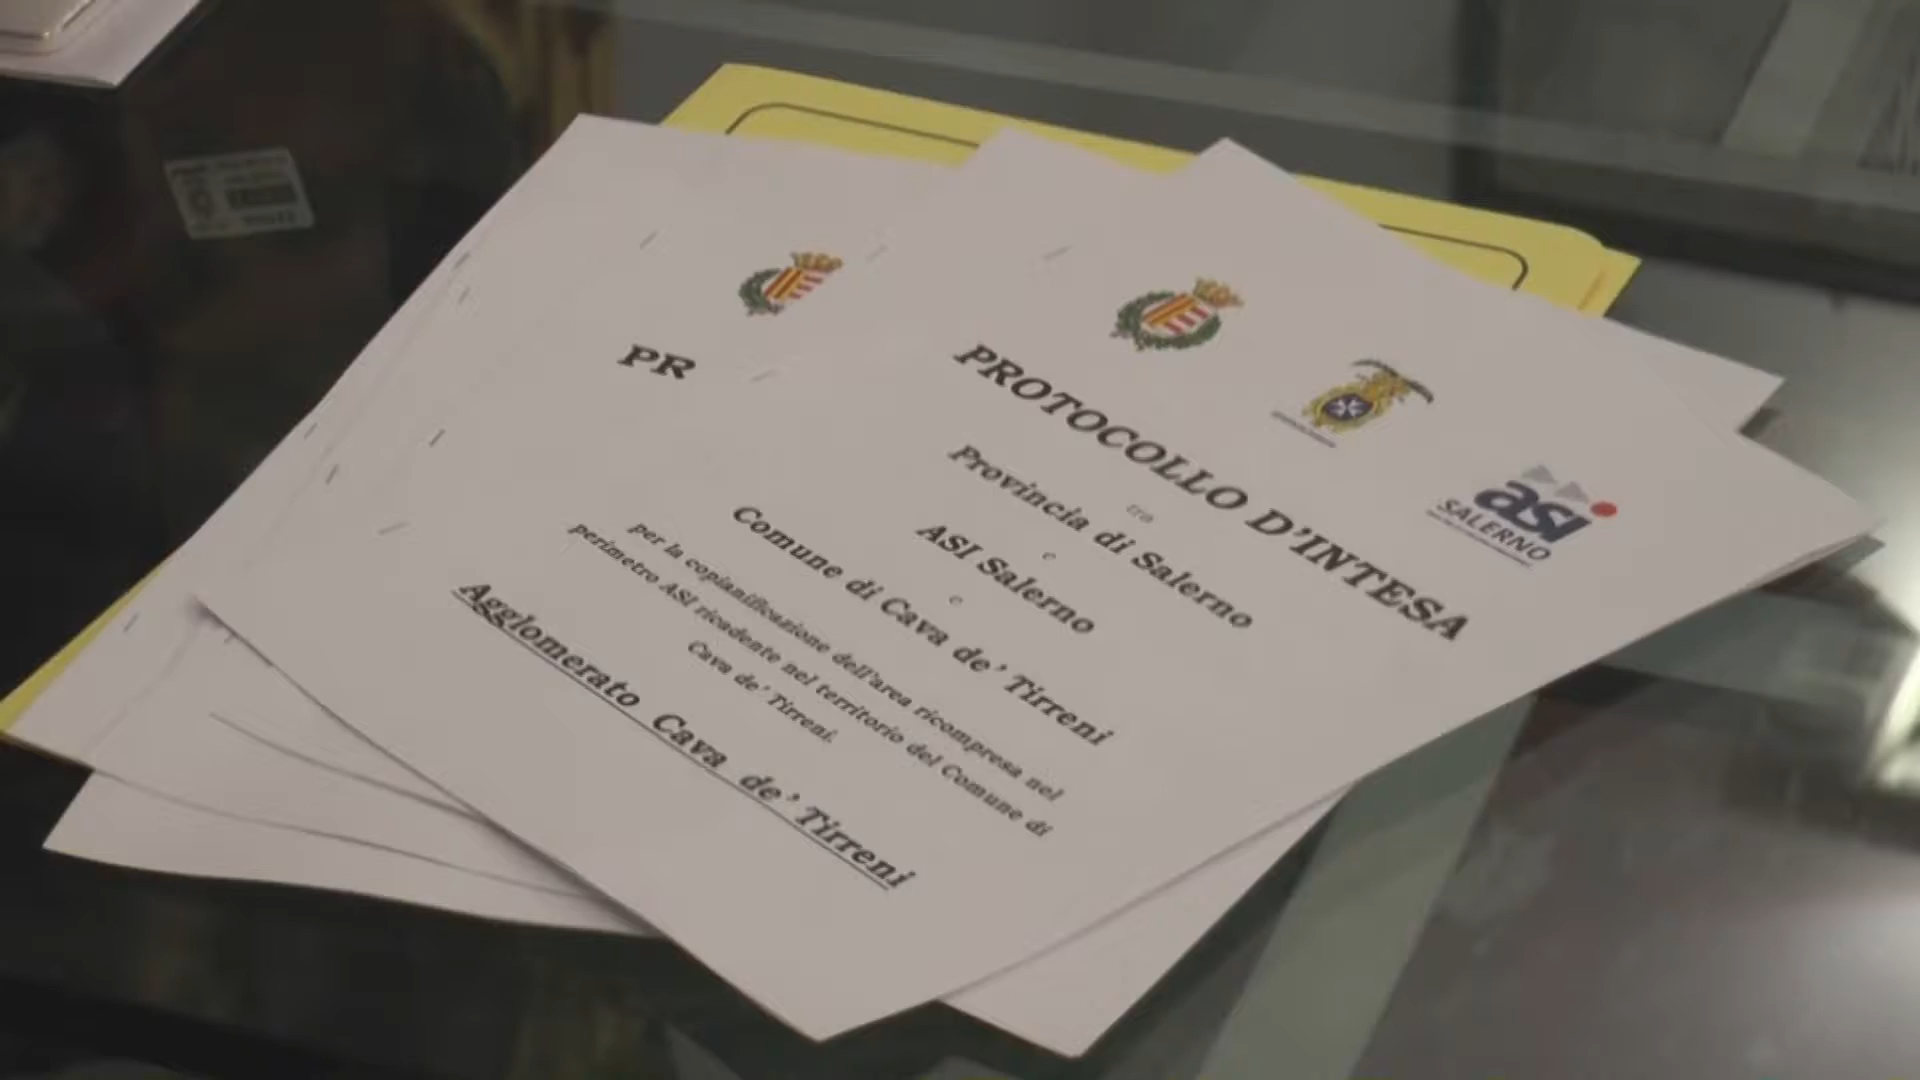 PR
PROTOCOLLO D'INTESA
tra
Provincia di Salerno
e
ASI Salerno
e
Comune di Cava de' Tirreni
per la copianificazione dell'area ricompresa nel
perimetro ASI ricadente nel territorio del Comune di
Cava de' Tirreni.
Agglomerato Cava de' Tirreni
asi
SALERNO